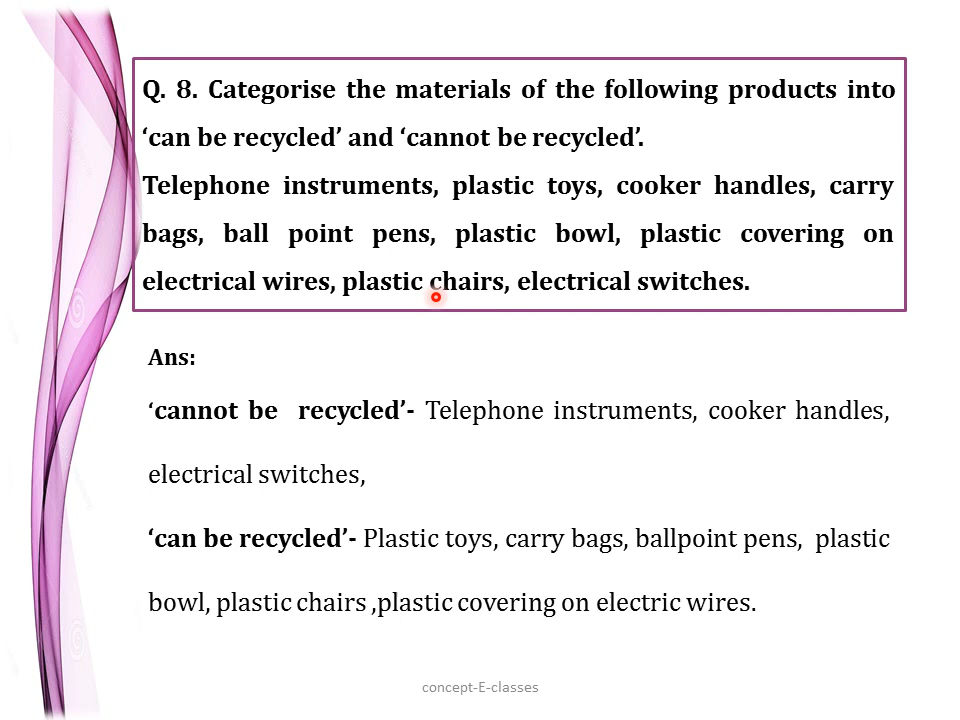 Q. 8. Categorise the materials of the following products into
‘can be recycled’ and ‘cannot be recycled’.
Telephone instruments, plastic toys, cooker handles, carry
bags, ball point pens, plastic bowl, plastic covering on
electrical wires, plastic chairs, electrical switches.
Ans:
‘cannot be recycled’- Telephone instruments, cooker handles,
electrical switches,
‘can be recycled’- Plastic toys, carry bags, ballpoint pens, plastic
bowl, plastic chairs ,plastic covering on electric wires.
concept-E-classes